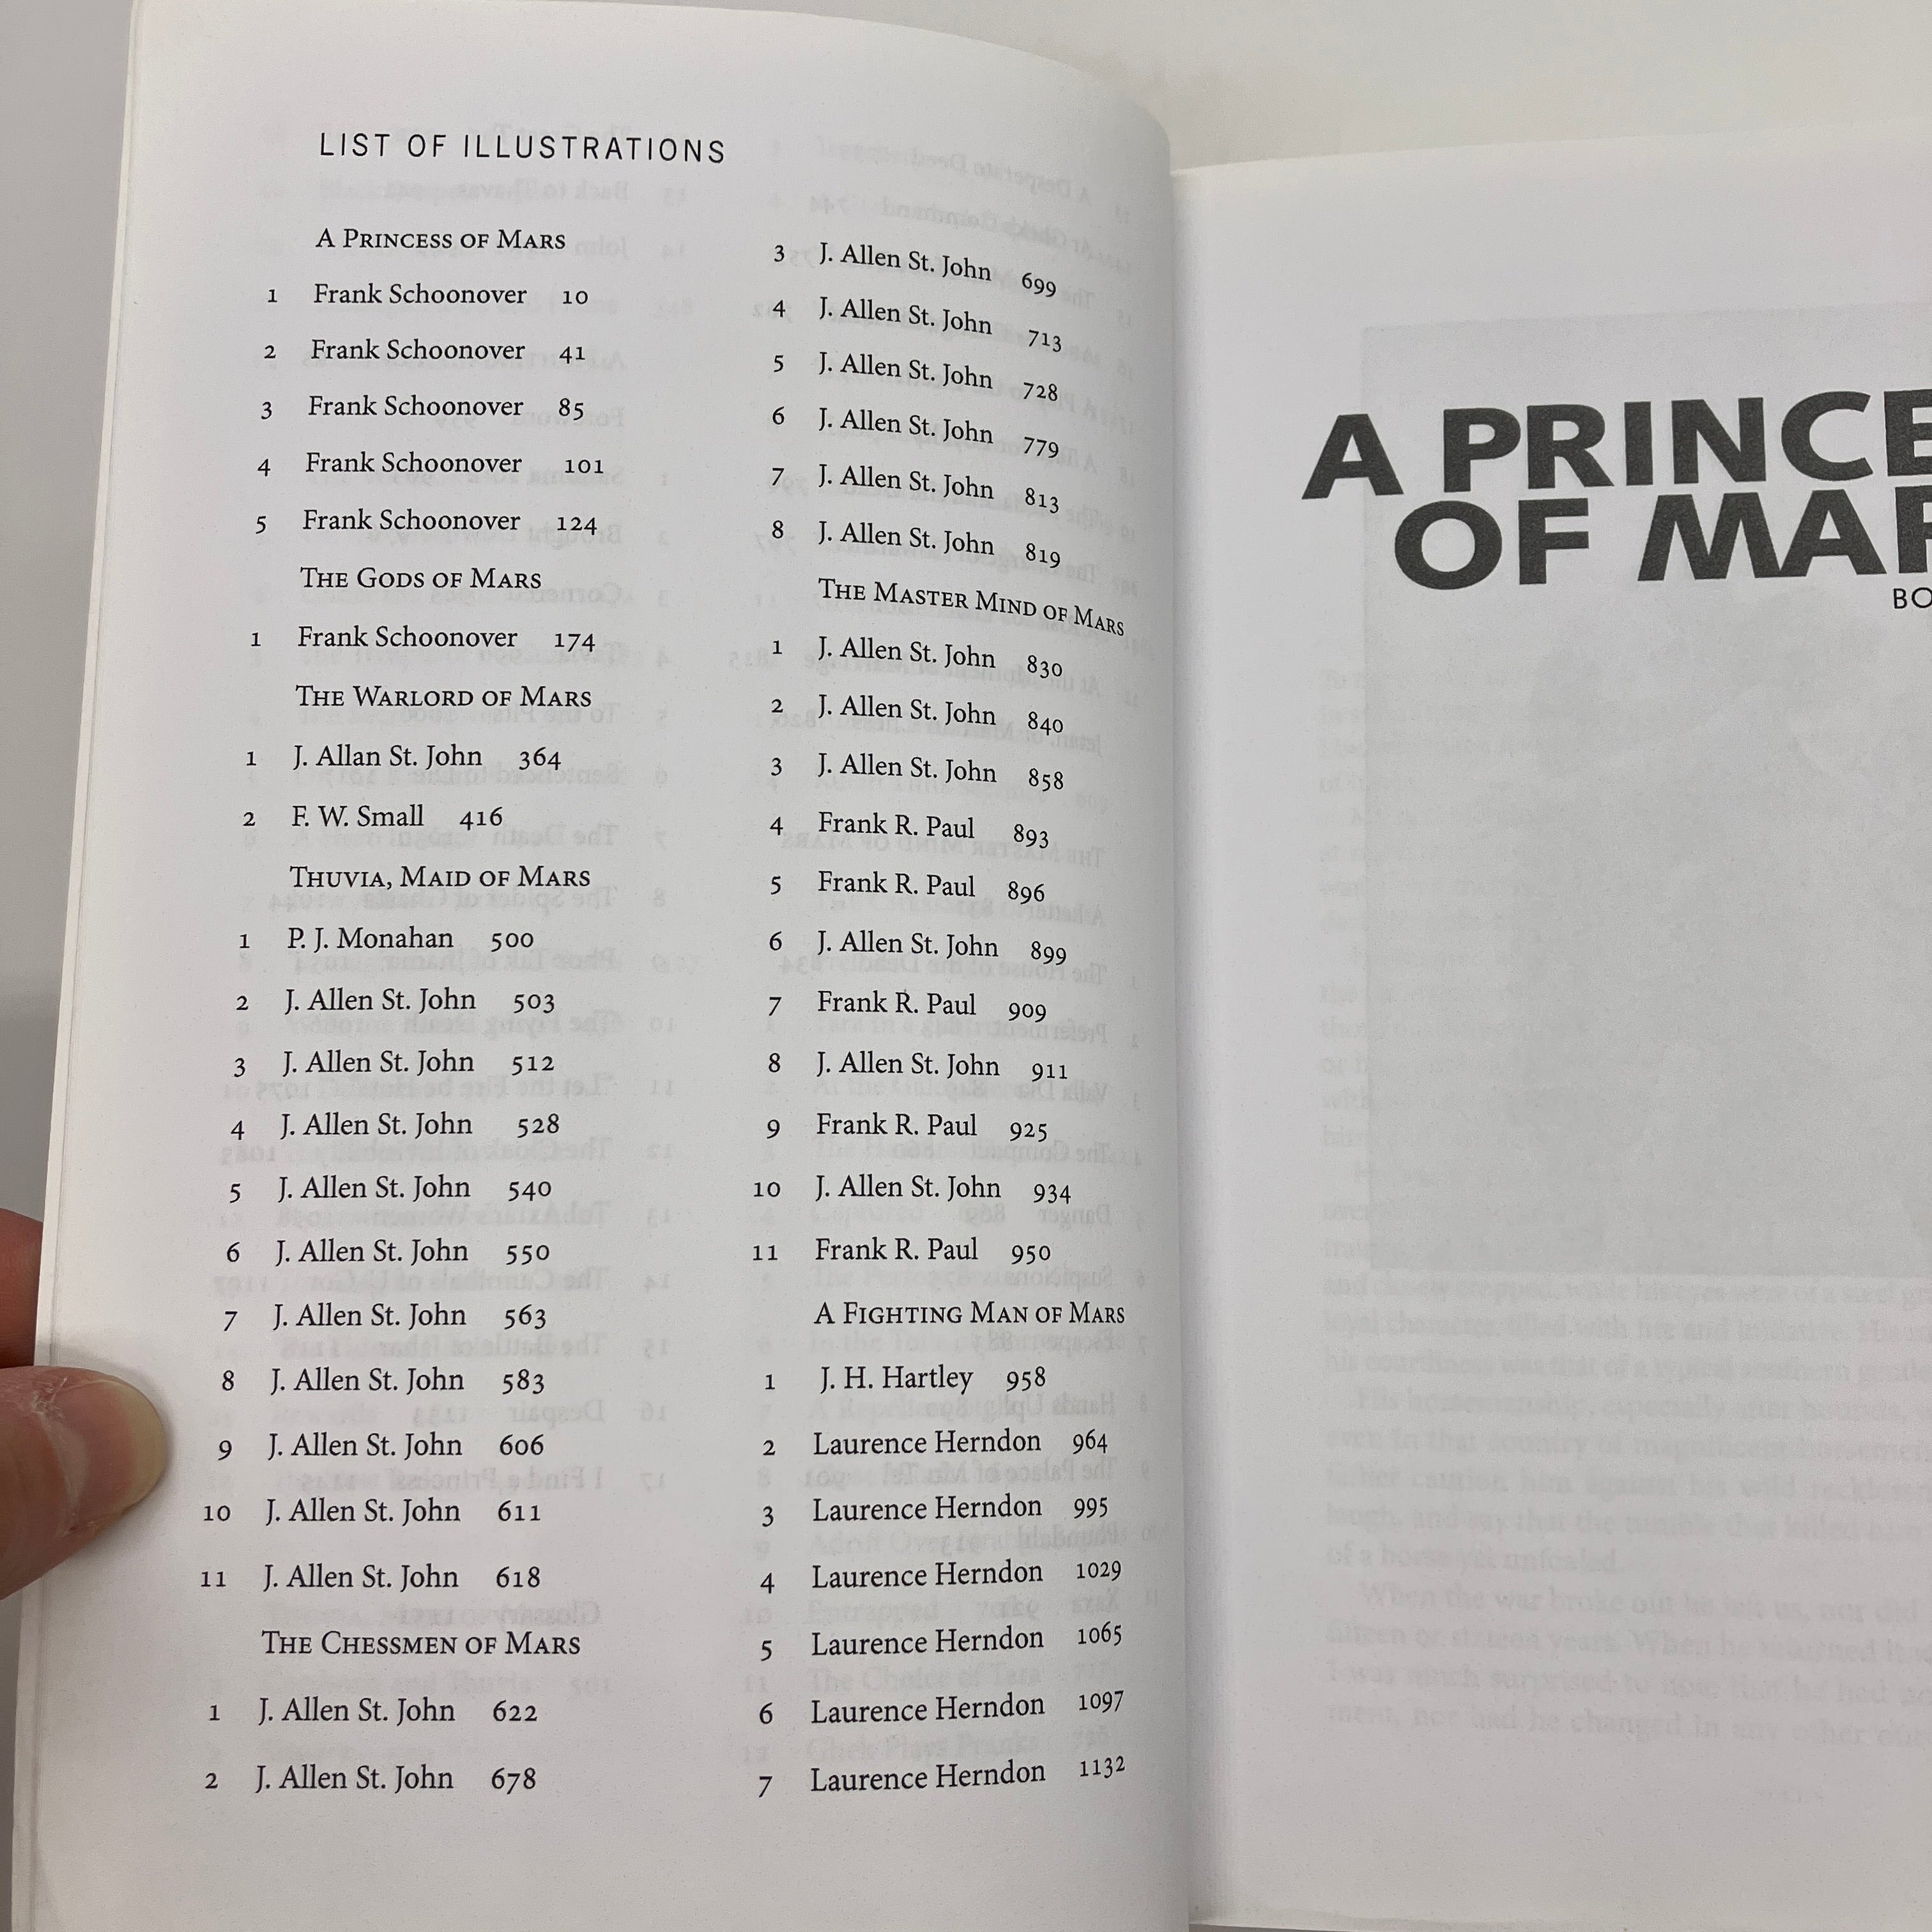 LIST OF ILLUSTRATIONS
A PRINCESS OF MARS
1 Frank Schoonover 10
2 Frank Schoonover 41
3 Frank Schoonover 85
4 Frank Schoonover 101
5 Frank Schoonover 124
THE GODS OF MARS
1 Frank Schoonover 174
THE WARLORD OF MARS
1 J. Allan St. John 364
2 F. W. Small 416
THUVIA, MAID OF MARS
1 P. J. Monahan 500
2 J. Allen St. John 503
3 J. Allen St. John 512
4 J. Allen St. John 528
5 J. Allen St. John 540
6 J. Allen St. John 550
7 J. Allen St. John 563
8 J. Allen St. John 583
9 J. Allen St. John 606
10 J. Allen St. John 611
11 J. Allen St. John 618
THE CHESSMEN OF MARS
1 J. Allen St. John 622
2 J. Allen St. John 678
3 J. Allen St. John 699
4 J. Allen St. John 713
5 J. Allen St. John 728
6 J. Allen St. John 779
7 J. Allen St. John 813
8 J. Allen St. John 819
THE MASTER MIND OF MARS
1 J. Allen St. John 830
2 J. Allen St. John 840
3 J. Allen St. John 858
4 Frank R. Paul 893
5 Frank R. Paul 896
6 J. Allen St. John 899
7 Frank R. Paul 909
8 J. Allen St. John 911
9 Frank R. Paul 925
10 J. Allen St. John 934
11 Frank R. Paul 950
A FIGHTING MAN OF MARS
1 J. H. Hartley 958
2 Laurence Herndon 964
3 Laurence Herndon 995
4 Laurence Herndon 1029
5 Laurence Herndon 1065
6 Laurence Herndon 1097
7 Laurence Herndon 1132
A PRINCE
OF MAR
BO